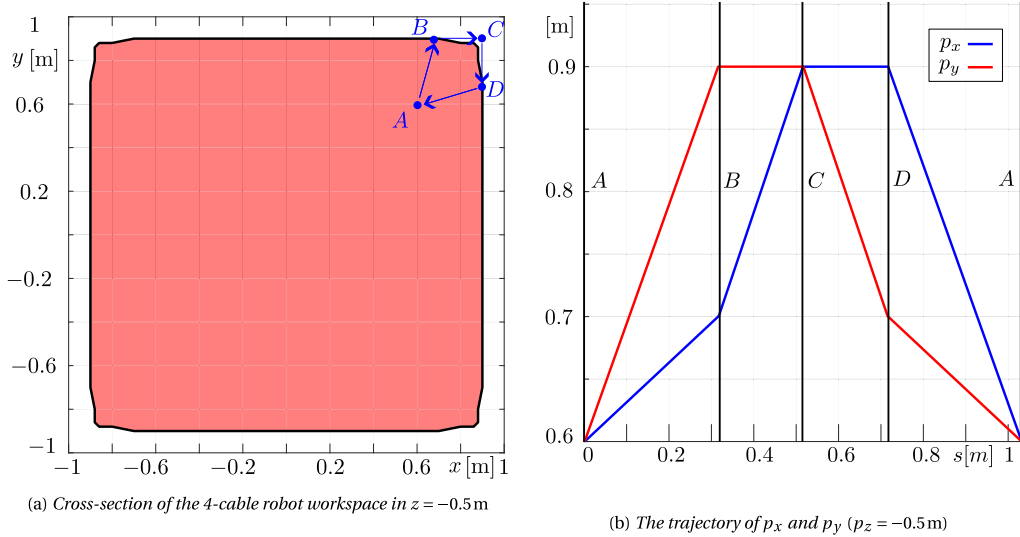 1
y [m]
0.6
0.2
−0.2
−0.6
−1
−1
−0.6
−0.2
0.2
0.6
x [m]
1
A
B
C
D
(a) Cross-section of the 4-cable robot workspace in z = −0.5 m
[m]
0.9
0.8
0.7
0.6
0
0.2
0.4
0.6
0.8
s[m]
1
A
B
C
D
A
p_x
p_y
(b) The trajectory of p_x and p_y (p_z = −0.5 m)